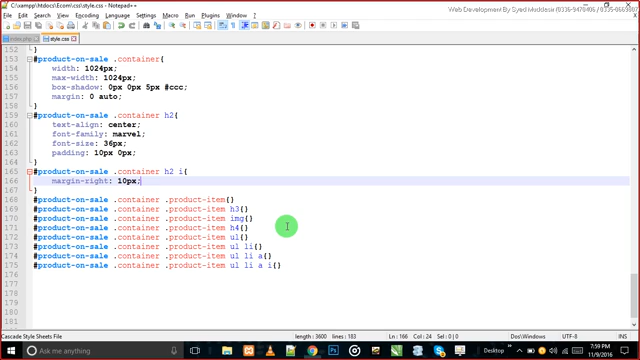 C:\xampp\htdocs\Ecom\css\style.css - Notepad++
Web Development By Syed Muddasir
File Edit Search View Encoding Language Settings Macro Run Plugins Window ?
index.php style.css
152 }
153 #product-on-sale .container{
154 width: 1024px;
155 max-width: 1024px;
156 box-shadow: 0px 0px 5px #ccc;
157 margin: 0 auto;
158 }
159 #product-on-sale .container h2{
160 text-align: center;
161 font-family: marvel;
162 font-size: 36px;
163 padding: 10px 0px;
164 }
165 #product-on-sale .container h2 i{
166 margin-right: 10px;
167 }
168 #product-on-sale .container .product-item{}
169 #product-on-sale .container .product-item h3{}
170 #product-on-sale .container .product-item img{}
171 #product-on-sale .container .product-item h4{}
172 #product-on-sale .container .product-item ul{}
173 #product-on-sale .container .product-item ul li{}
174 #product-on-sale .container .product-item ul li a{}
175 #product-on-sale .container .product-item ul li a i{}
176
177
178
179
180
181
Cascade Style Sheets File length : 3600 lines : 183 Ln : 166 Col : 24 Sel : 0 | 0 Dos\Windows UTF-8 INS
Ask me anything
Desktop
7:59 PM
11/9/2016